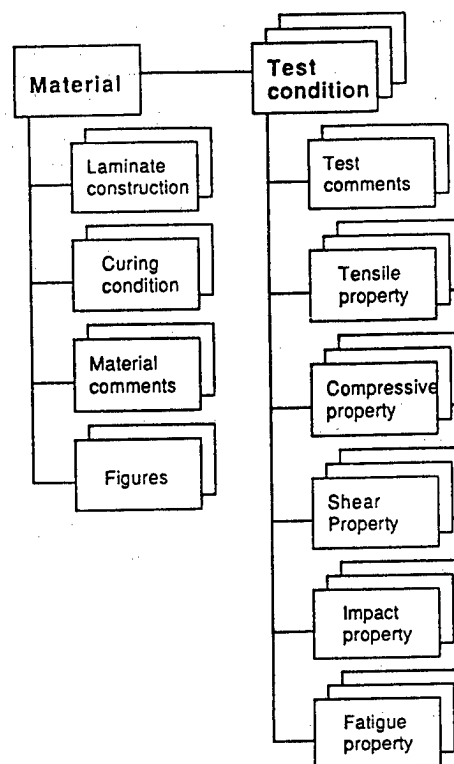 Material
Test
condition
Laminate
construction
Curing
condition
Material
comments
Figures
Test
comments
Tensile
property
Compressive
property
Shear
Property
Impact
property
Fatigue
property